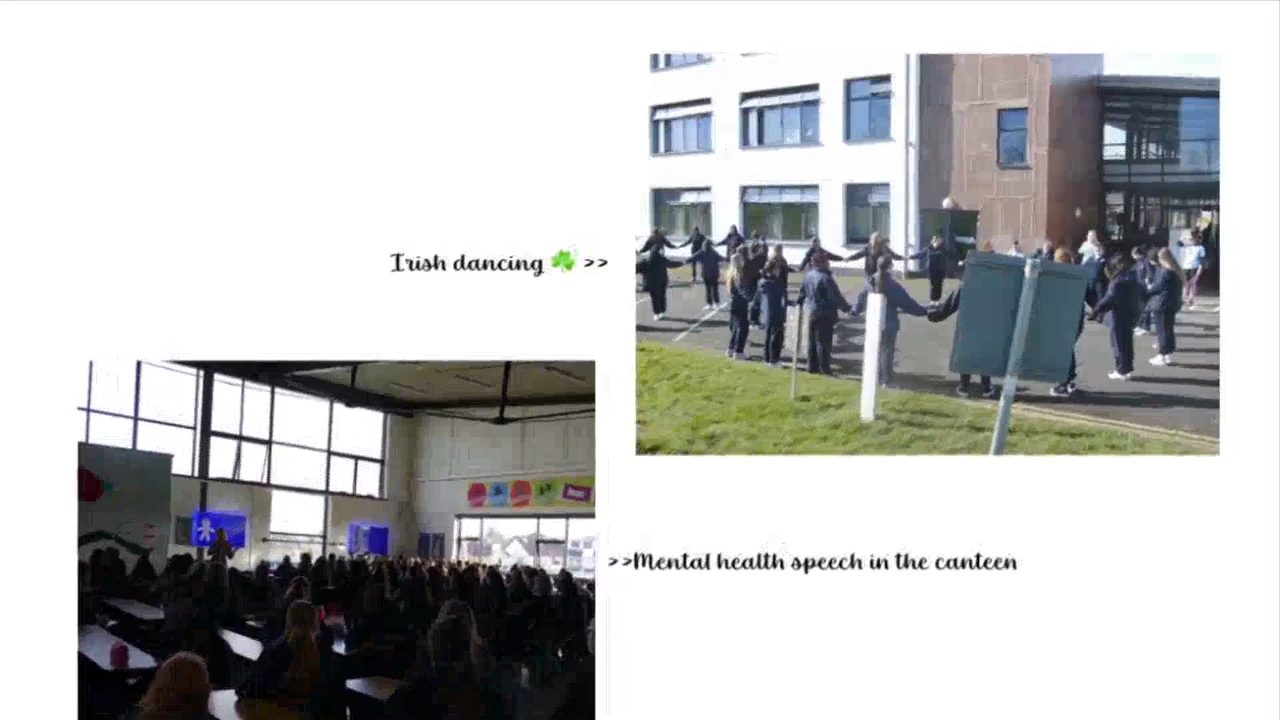 Irish dancing ☘️ >>
>>Mental health speech in the canteen